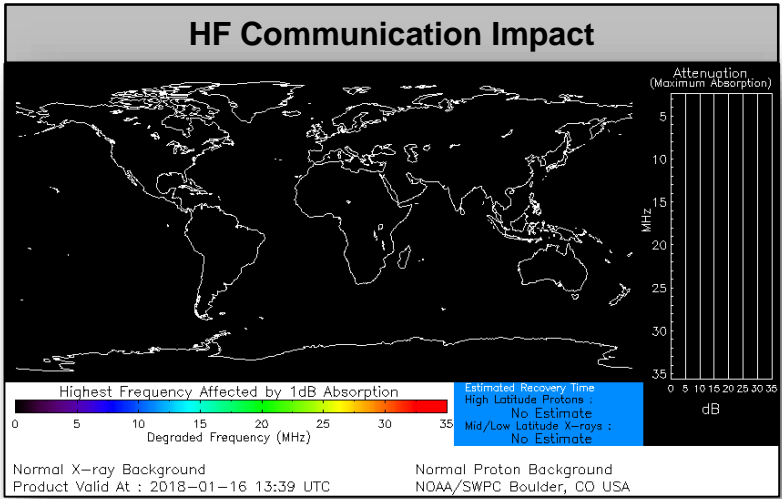 HF Communication Impact
Attenuation
(Maximum Absorption)
5
10
15
20
25
30
35
MHz
0 5 10 15 20 25 30 35
dB
Highest Frequency Affected by 1dB Absorption
0 5 10 15 20 25 30 35
Degraded Frequency (MHz)
Estimated Recovery Time
High Latitude Protons :
No Estimate
Mid/Low Latitude X-rays :
No Estimate
Normal X-ray Background
Normal Proton Background
Product Valid At : 2018-01-16 13:39 UTC
NOAA/SWPC Boulder, CO USA